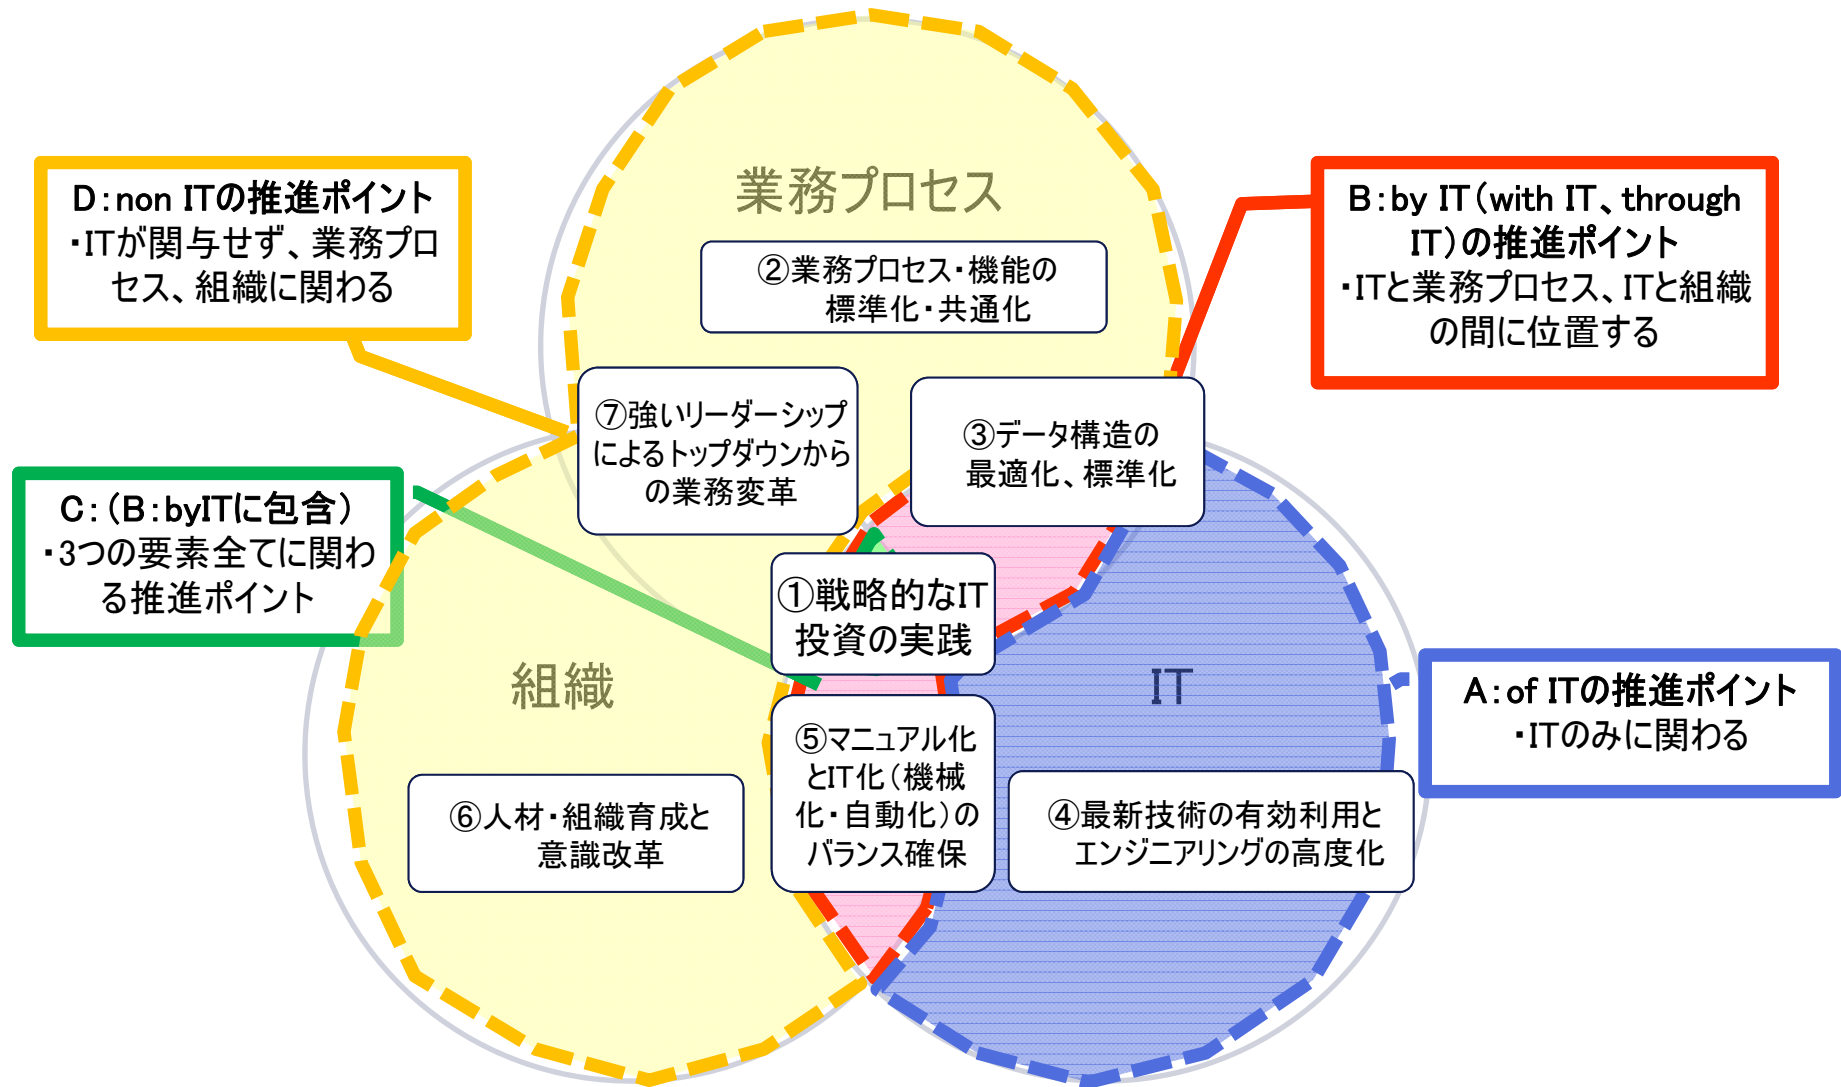 業務プロセス
D：non ITの推進ポイント
・ITが関与せず、業務プロ
セス、組織に関わる
B：by IT（with IT、through
IT）の推進ポイント
・ITと業務プロセス、ITと組織
の間に位置する
②業務プロセス・機能の
標準化・共通化
⑦強いリーダーシップ
によるトップダウンから
の業務変革
③データ構造の
最適化、標準化
C：（B：byITに包含）
・3つの要素全てに関わ
る推進ポイント
①戦略的なIT
投資の実践
組織
IT
A：of ITの推進ポイント
・ITのみに関わる
⑤マニュアル化
とIT化（機械
化・自動化）の
バランス確保
⑥人材・組織育成と
意識改革
④最新技術の有効利用と
エンジニアリングの高度化